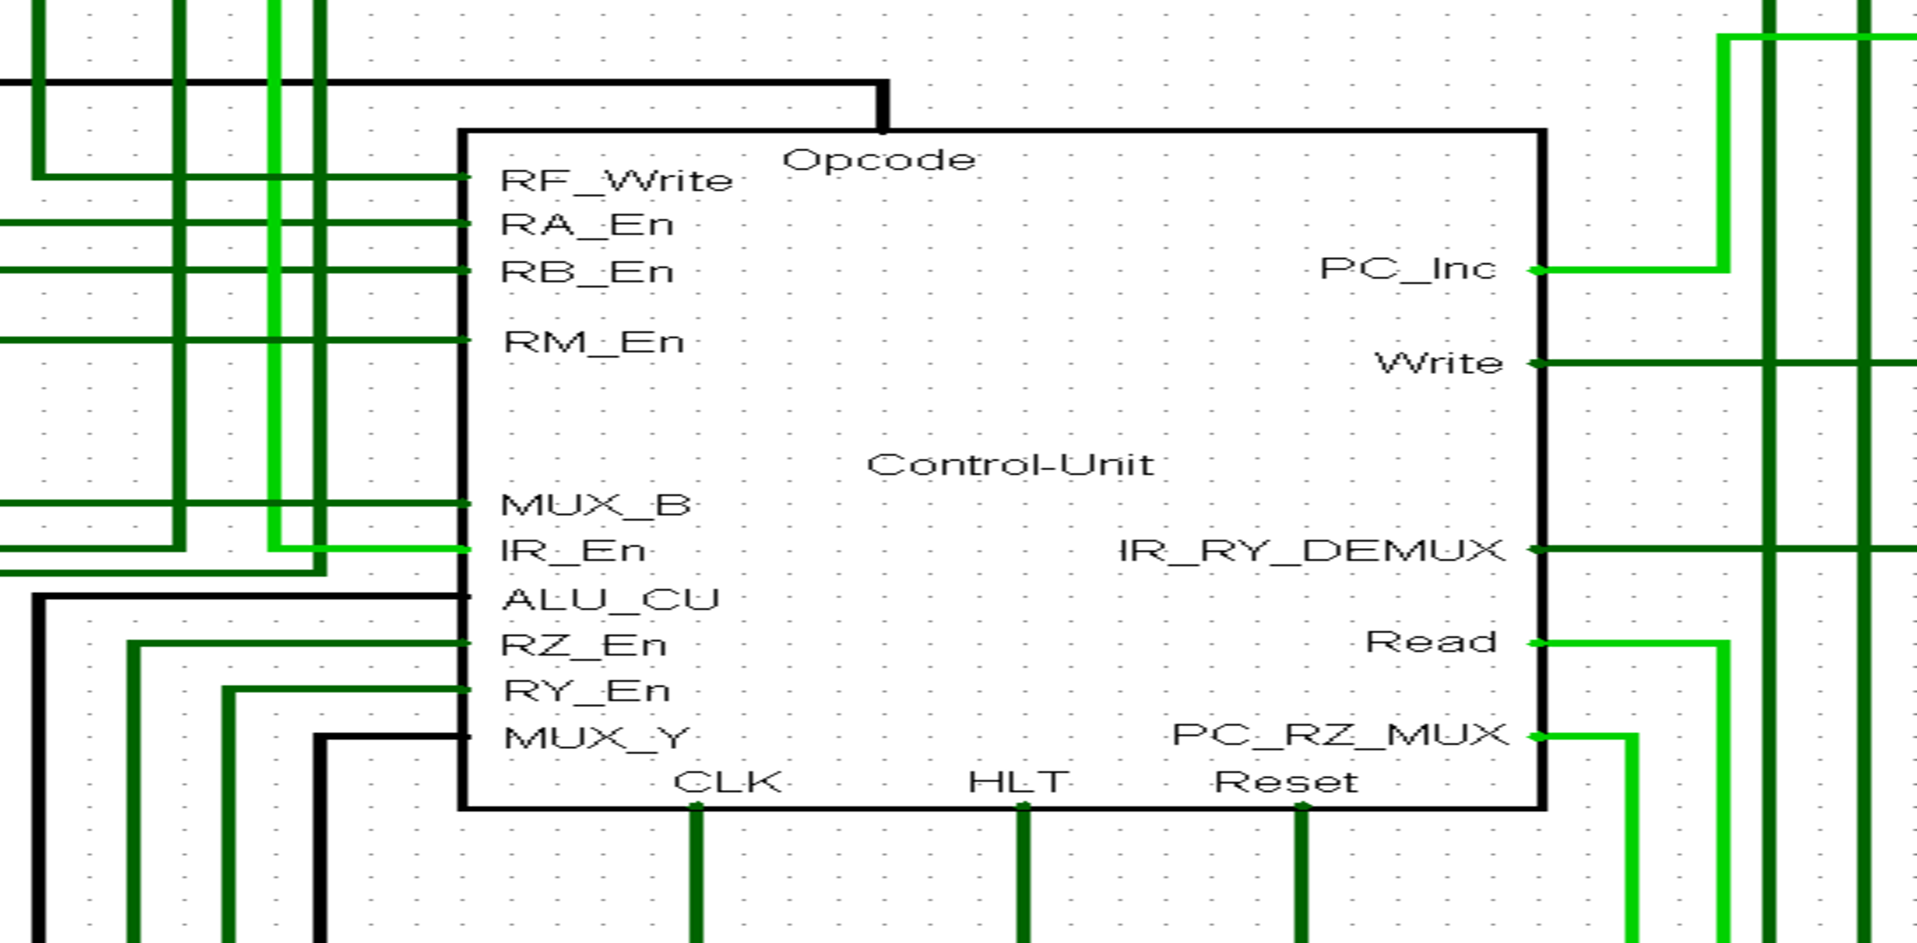 Opcode
RF_Write
RA_En
RB_En
PC_Inc
RM_En
Write
Control-Unit
MUX_B
IR_En
IR_RY_DEMUX
ALU_CU
RZ_En
Read
RY_En
MUX_Y
PC_RZ_MUX
CLK
HLT
Reset